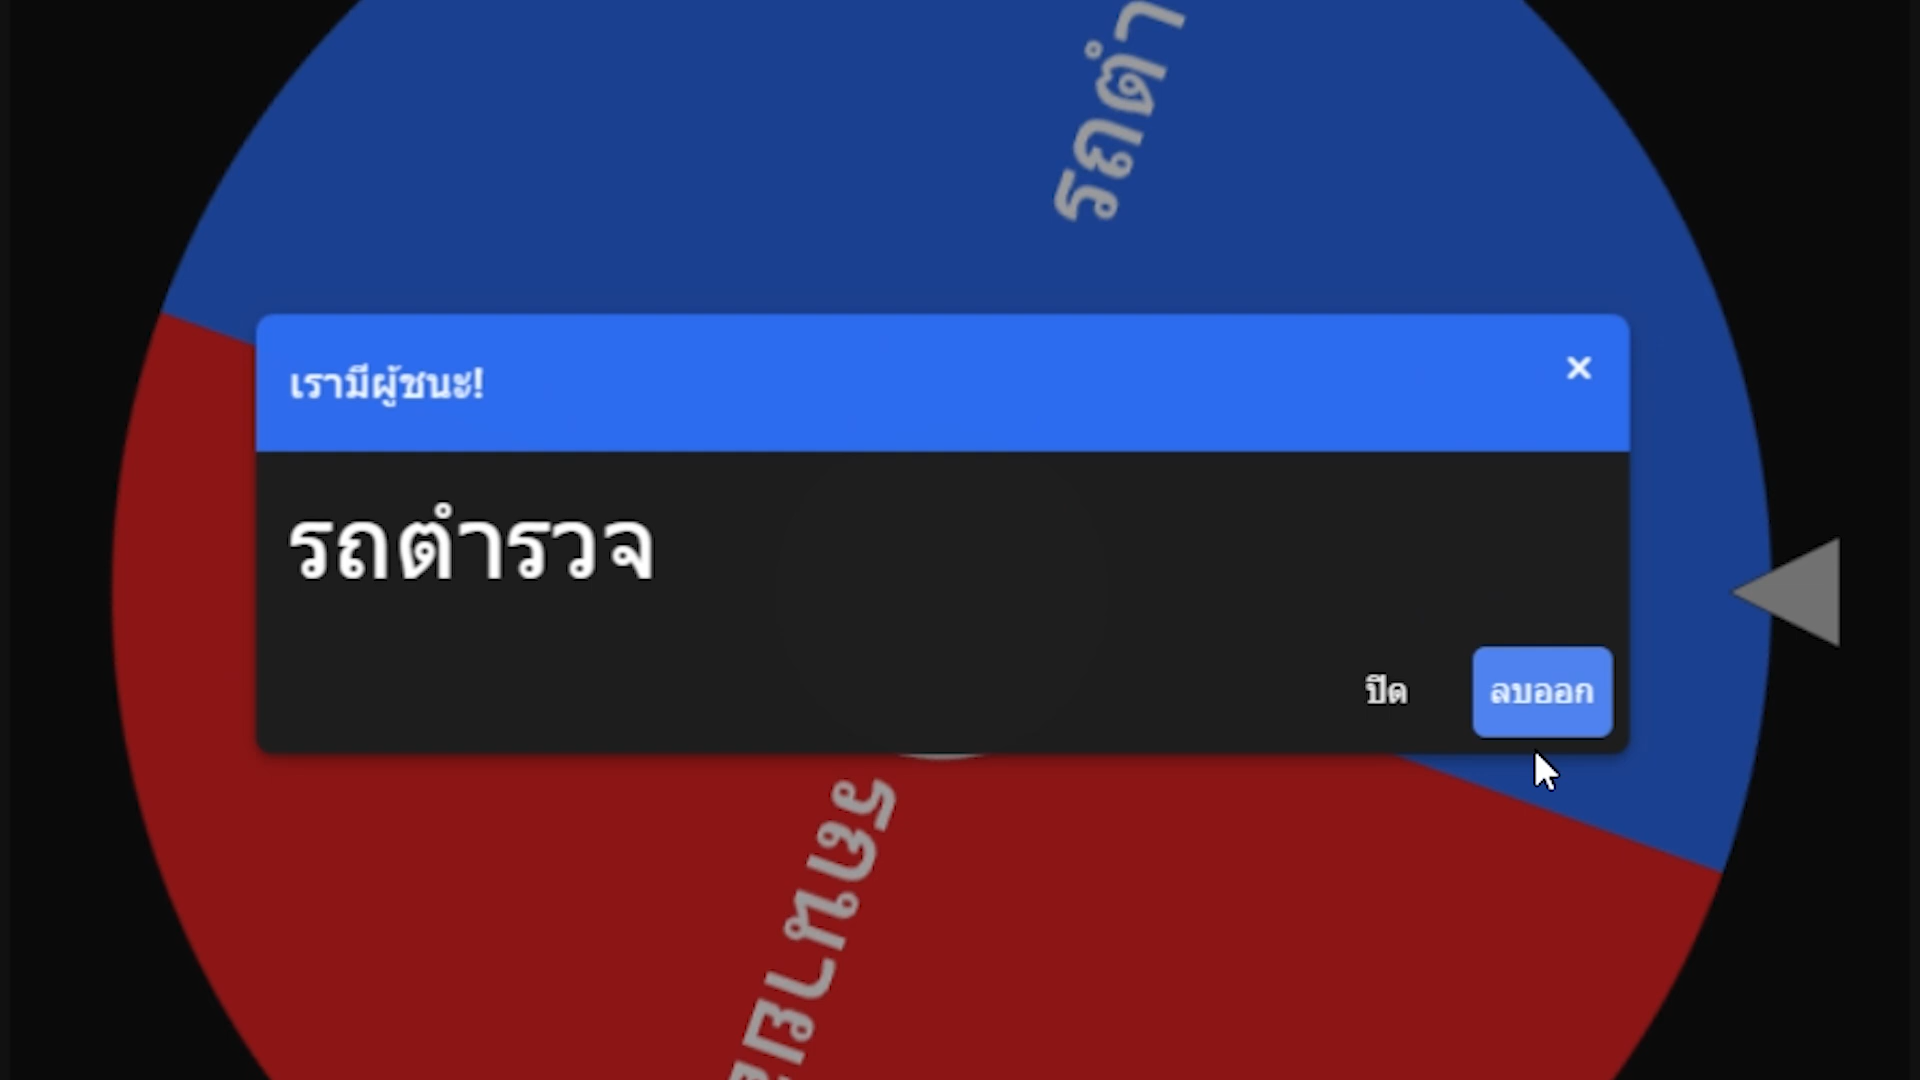 รถตำ
เรามีผู้ชนะ!
รถตำรวจ
ปิด
ลบออก